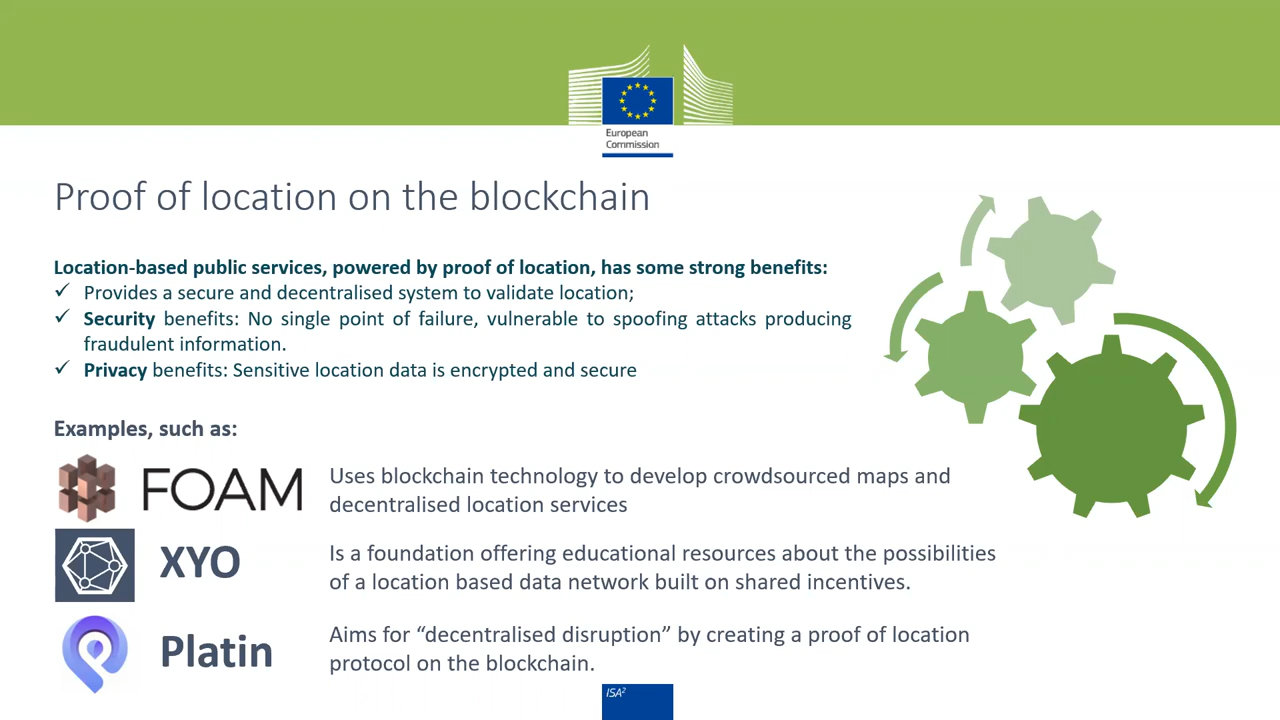 European
Commission
Proof of location on the blockchain
Location-based public services, powered by proof of location, has some strong benefits:
✓ Provides a secure and decentralised system to validate location;
✓ Security benefits: No single point of failure, vulnerable to spoofing attacks producing
fraudulent information.
✓ Privacy benefits: Sensitive location data is encrypted and secure
Examples, such as:
FOAM
Uses blockchain technology to develop crowdsourced maps and
decentralised location services
XYO
Is a foundation offering educational resources about the possibilities
of a location based data network built on shared incentives.
Platin
Aims for “decentralised disruption” by creating a proof of location
protocol on the blockchain.
ISA²